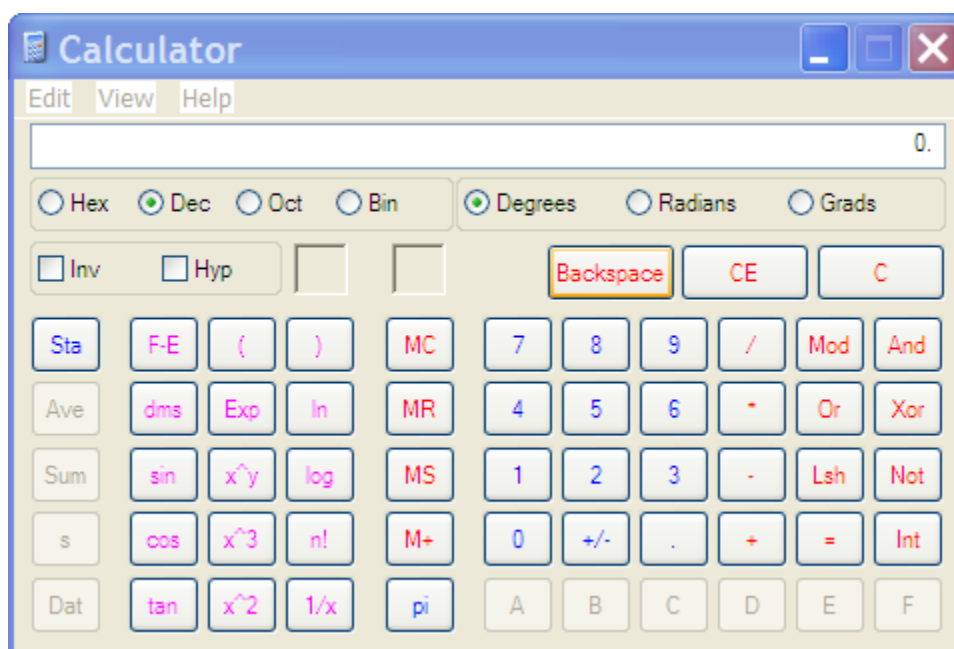 Calculator
Edit View Help
0.
Hex Dec Oct Bin Degrees Radians Grads
Inv Hyp Backspace CE C
Sta F-E ( ) MC 7 8 9 / Mod And
Ave dms Exp ln MR 4 5 6 * Or Xor
Sum sin x^y log MS 1 2 3 - Lsh Not
s cos x^3 n! M+ 0 +/- . + = Int
Dat tan x^2 1/x pi A B C D E F